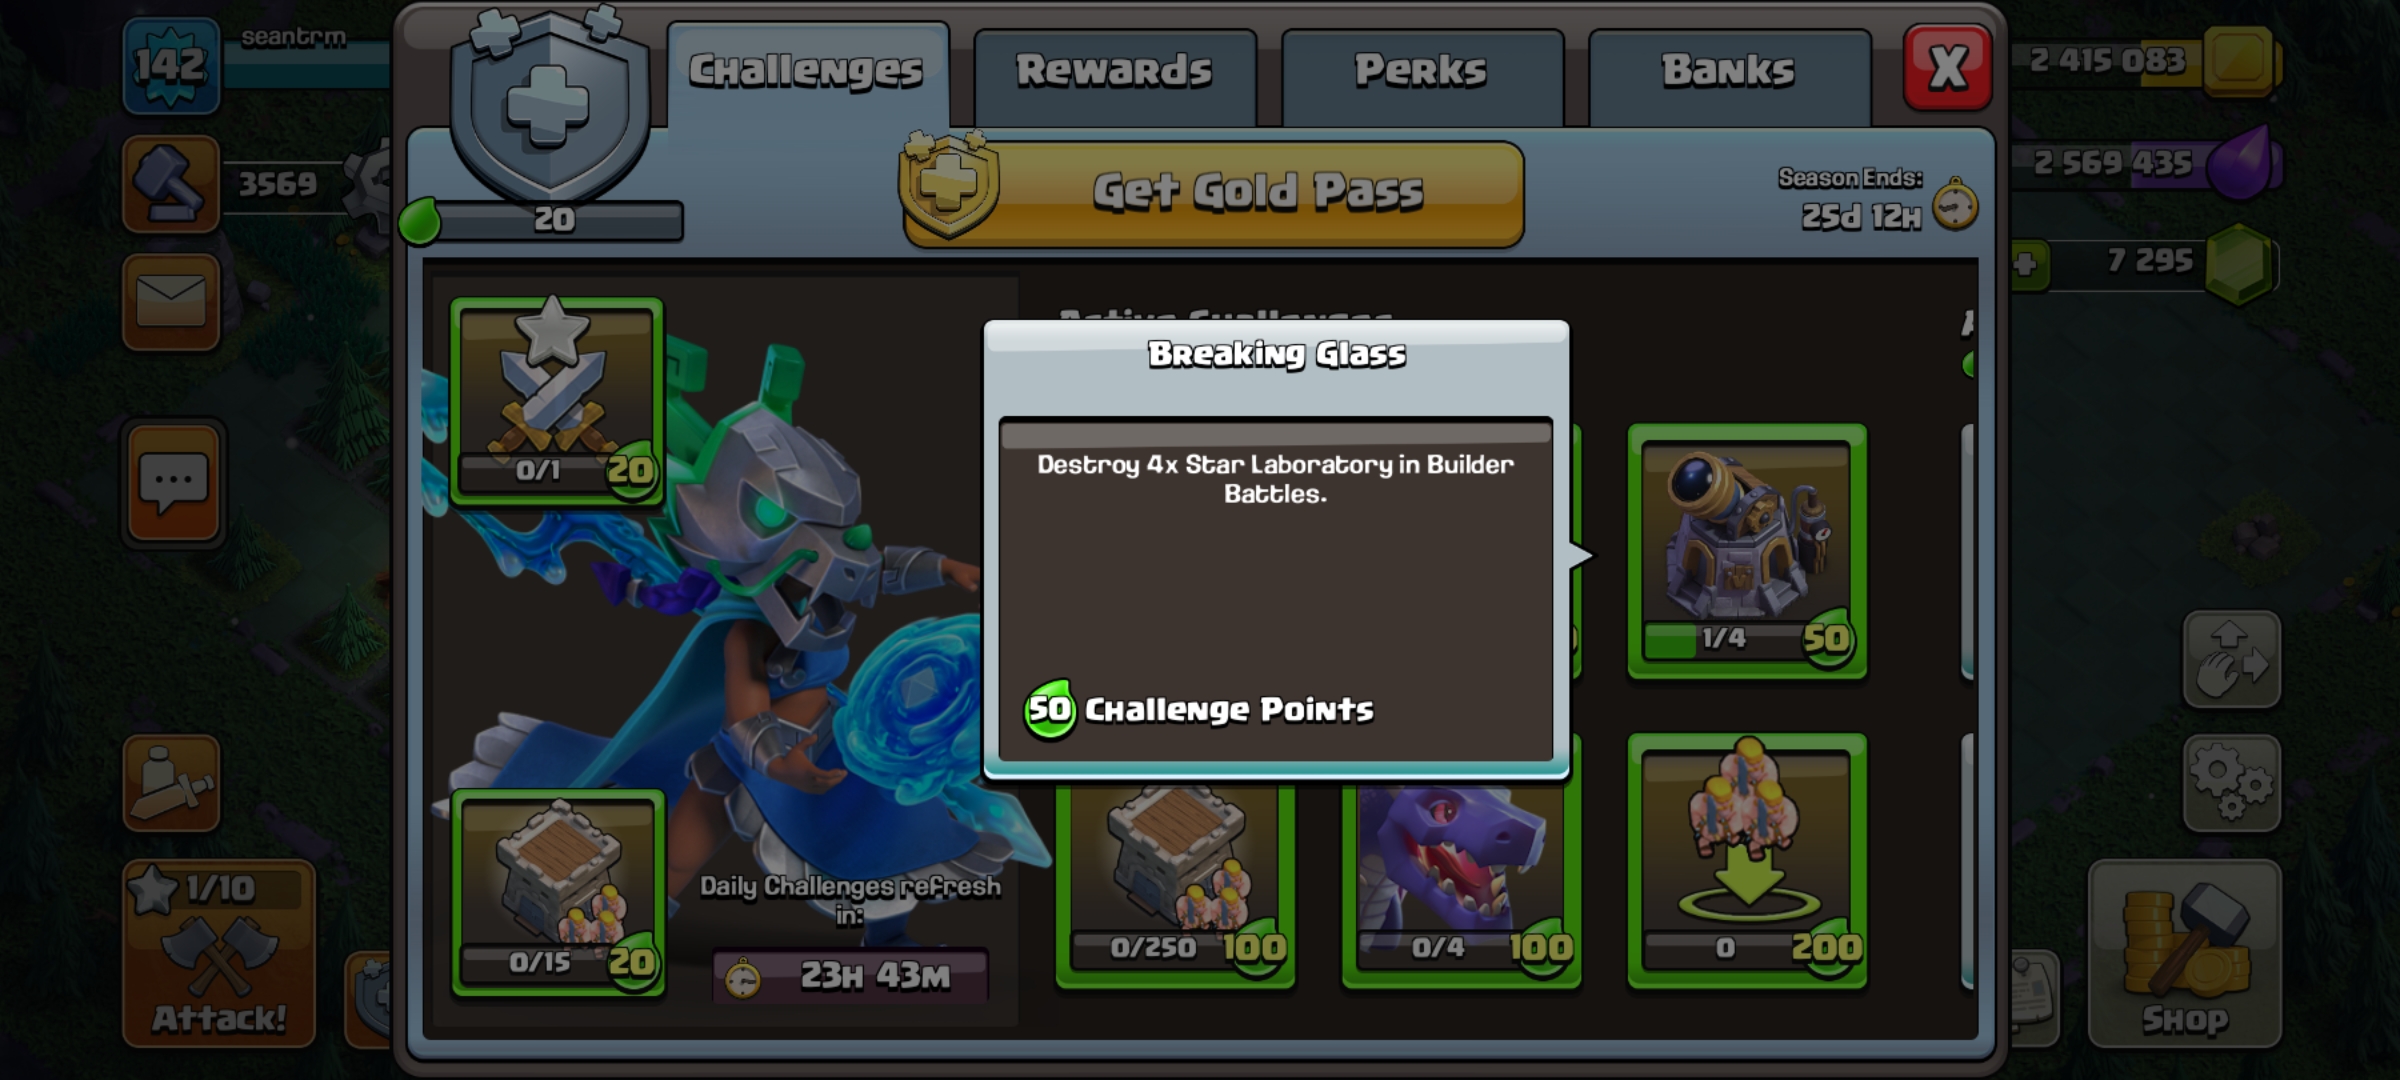 142
seantrm
Challenges
Rewards
Perks
Banks
X
2 415 083
3569
20
Get Gold Pass
Season Ends:
25d 12H
2 569 435
7 295
0/1
20
Active Challenges
Breaking Glass
Destroy 4x Star Laboratory in Builder
Battles.
50 Challenge Points
1/4
50
Daily Challenges refresh
in:
23H 43M
0/15
20
0/250
100
0/4
100
0
200
1/10
Attack!
Shop